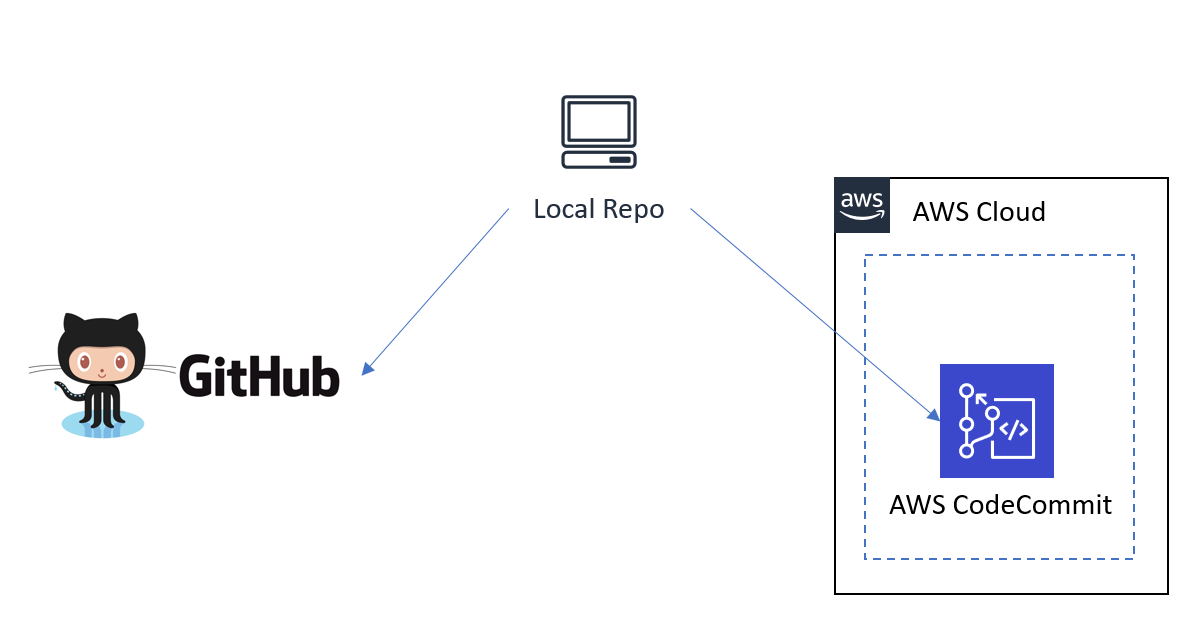 Local Repo
aws
AWS Cloud
GitHub
</>
AWS CodeCommit